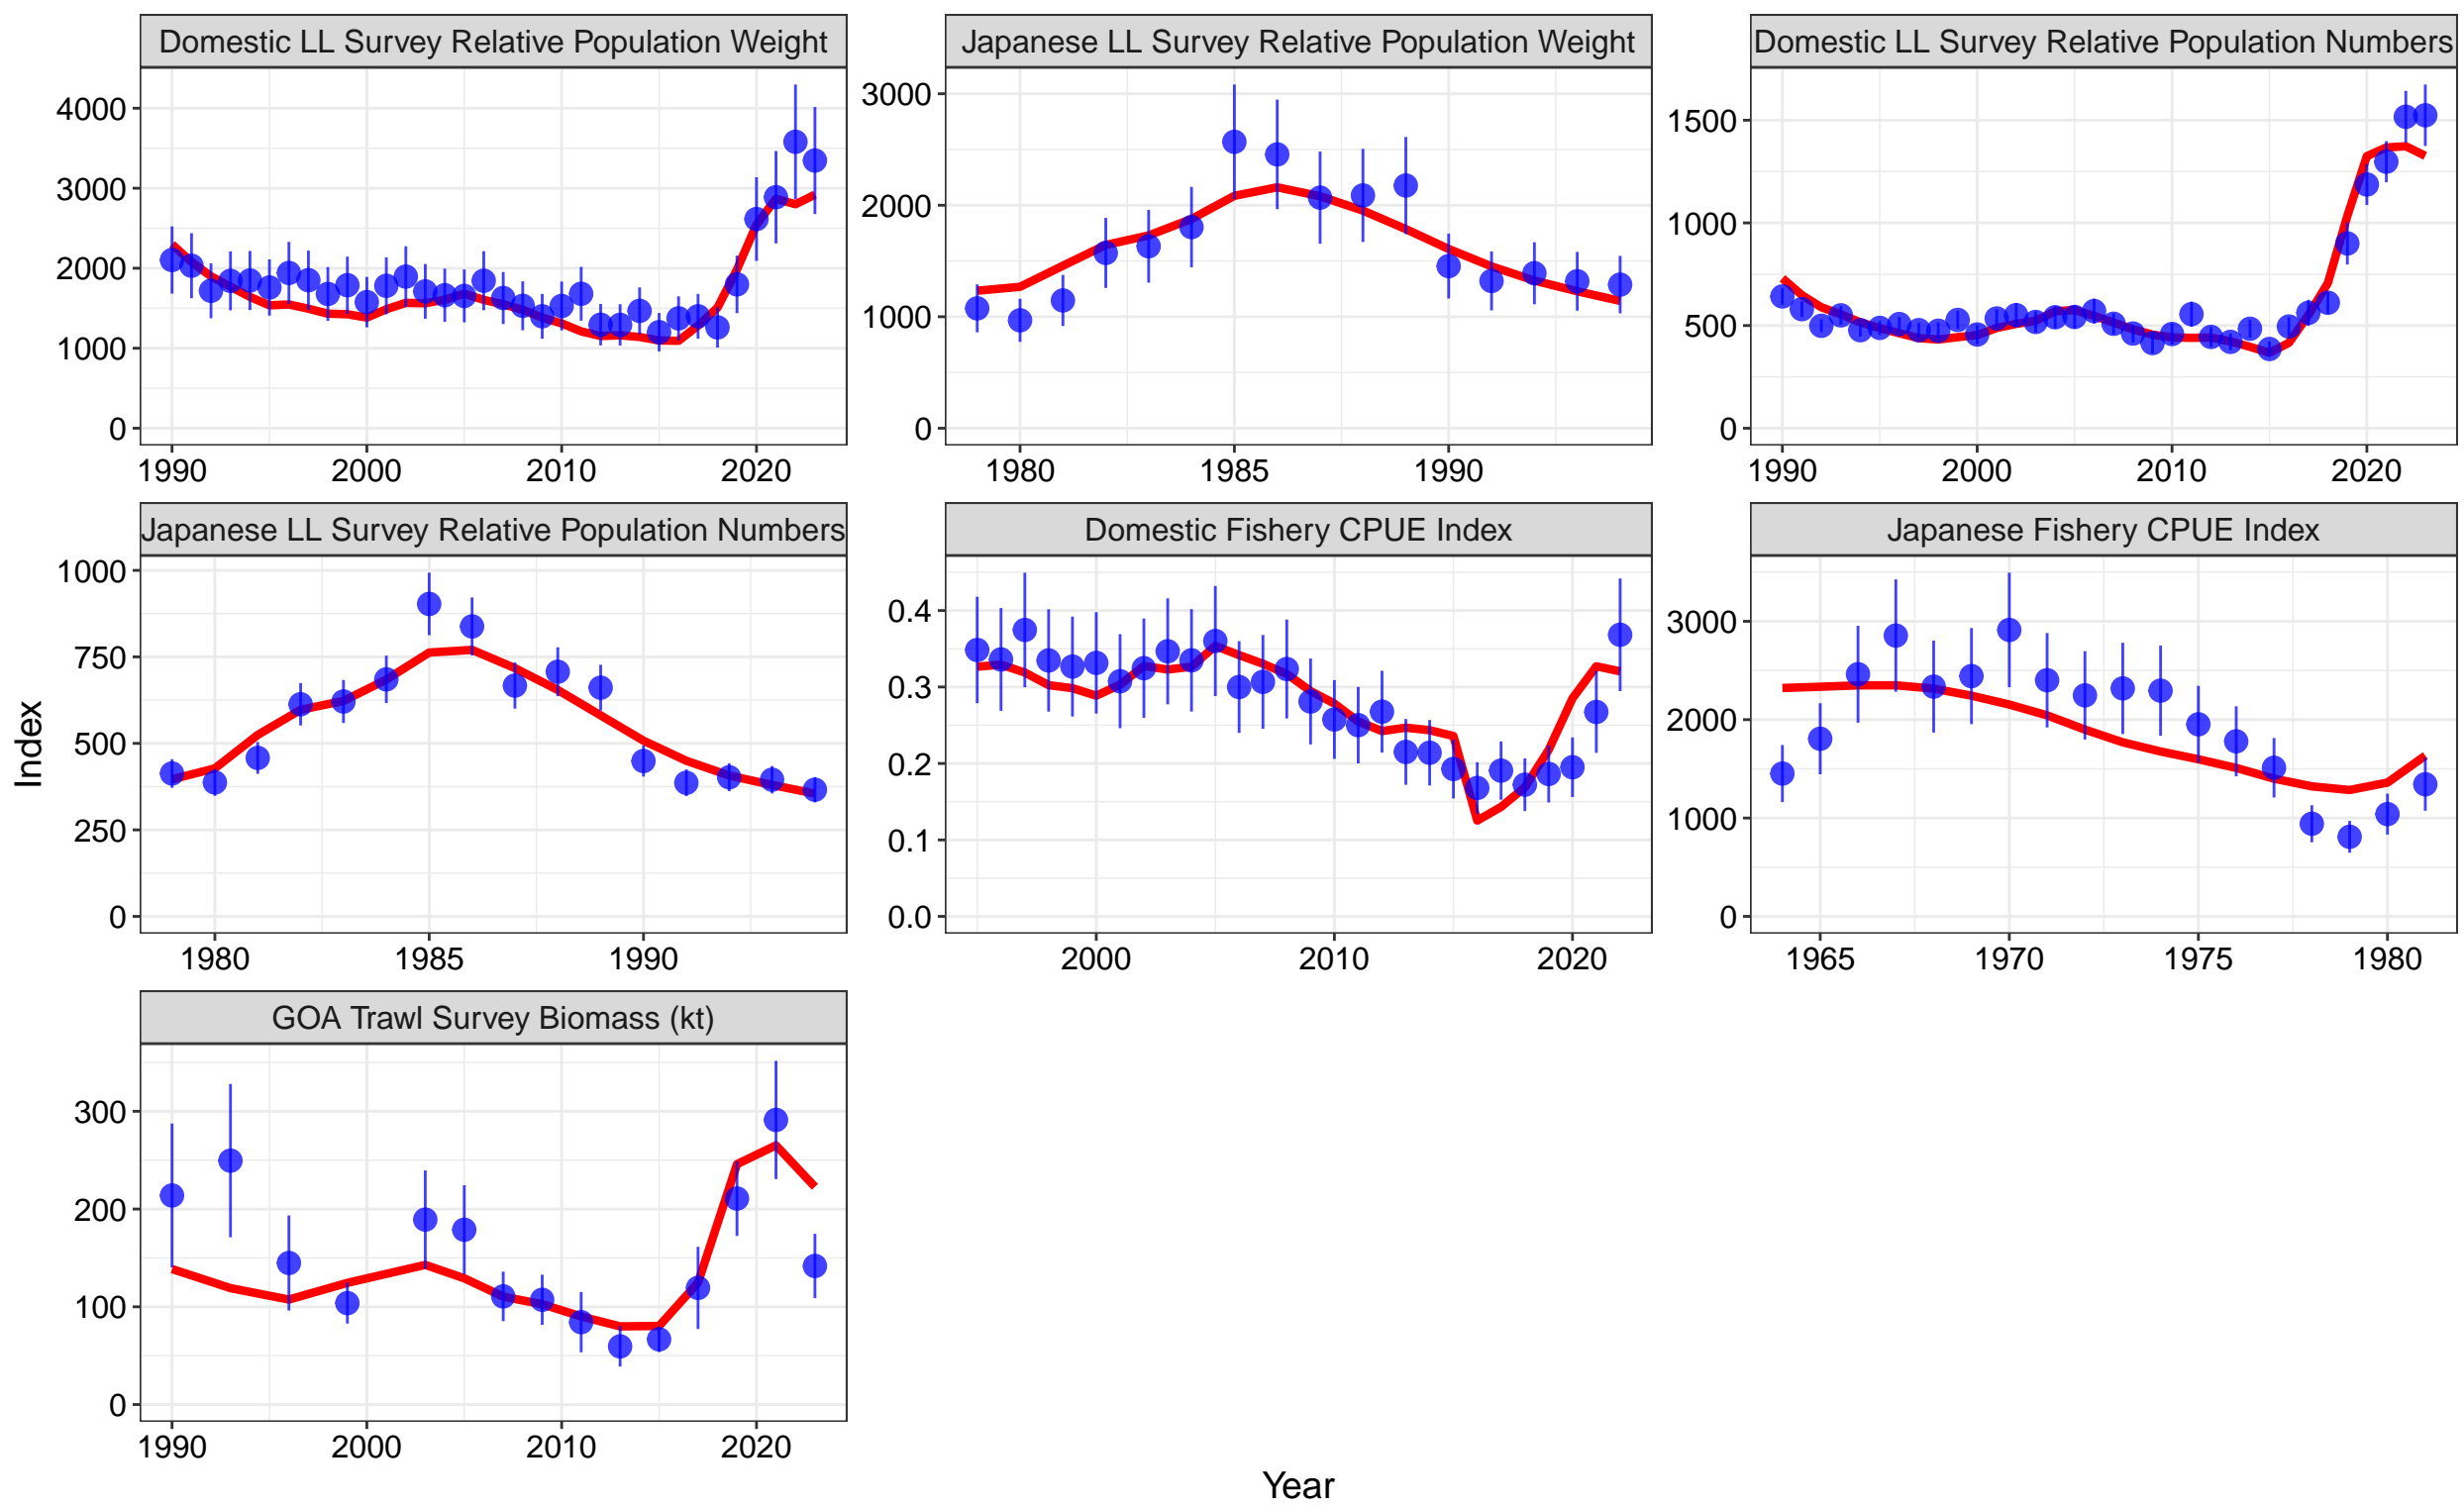 Domestic LL Survey Relative Population Weight
Japanese LL Survey Relative Population Weight
Domestic LL Survey Relative Population Numbers
4000
3000
2000
1000
0
1990 2000 2010 2020
3000
2000
1000
0
1980 1985 1990
1500
1000
500
0
1990 2000 2010 2020
Japanese LL Survey Relative Population Numbers
Domestic Fishery CPUE Index
Japanese Fishery CPUE Index
1000
750
500
250
0
1980 1985 1990
0.4
0.3
0.2
0.1
0.0
2000 2010 2020
3000
2000
1000
0
1965 1970 1975 1980
GOA Trawl Survey Biomass (kt)
300
200
100
0
1990 2000 2010 2020
Index
Year